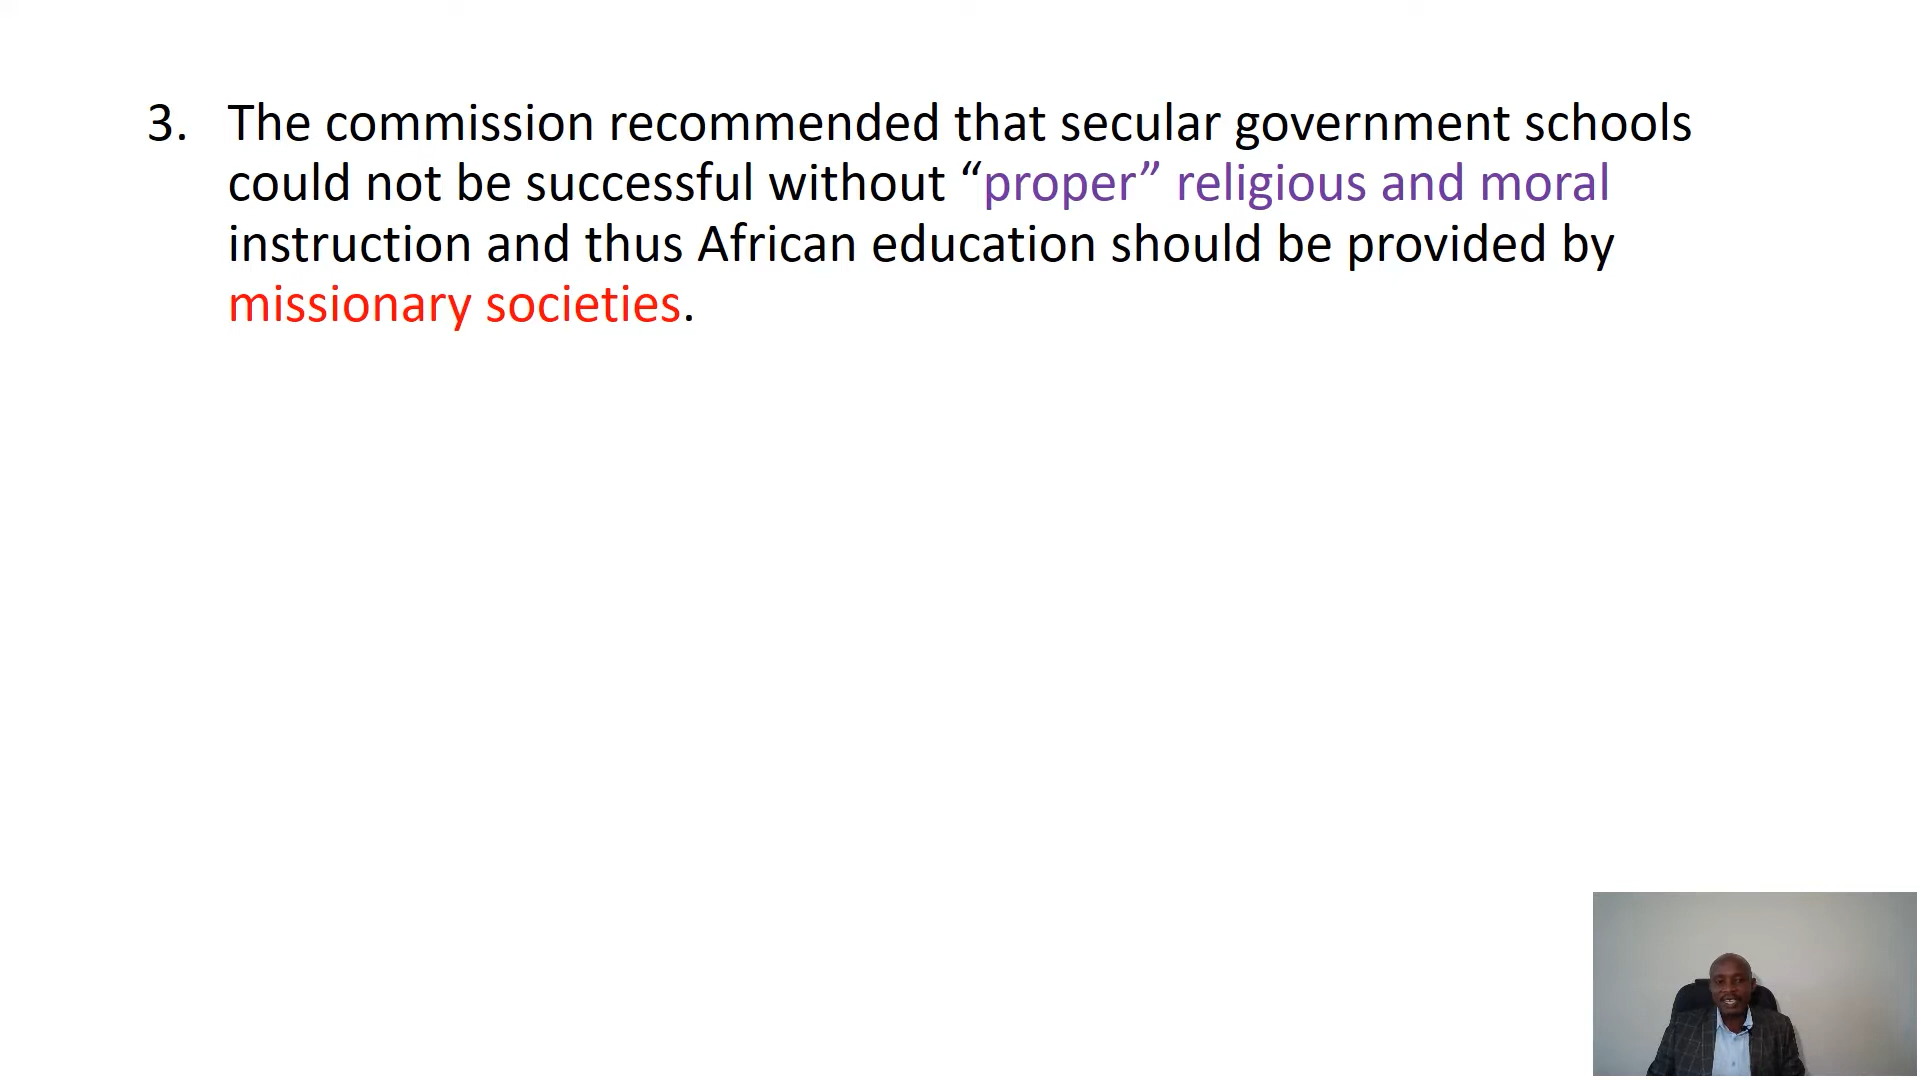 3. The commission recommended that secular government schools
could not be successful without “proper” religious and moral
instruction and thus African education should be provided by
missionary societies.